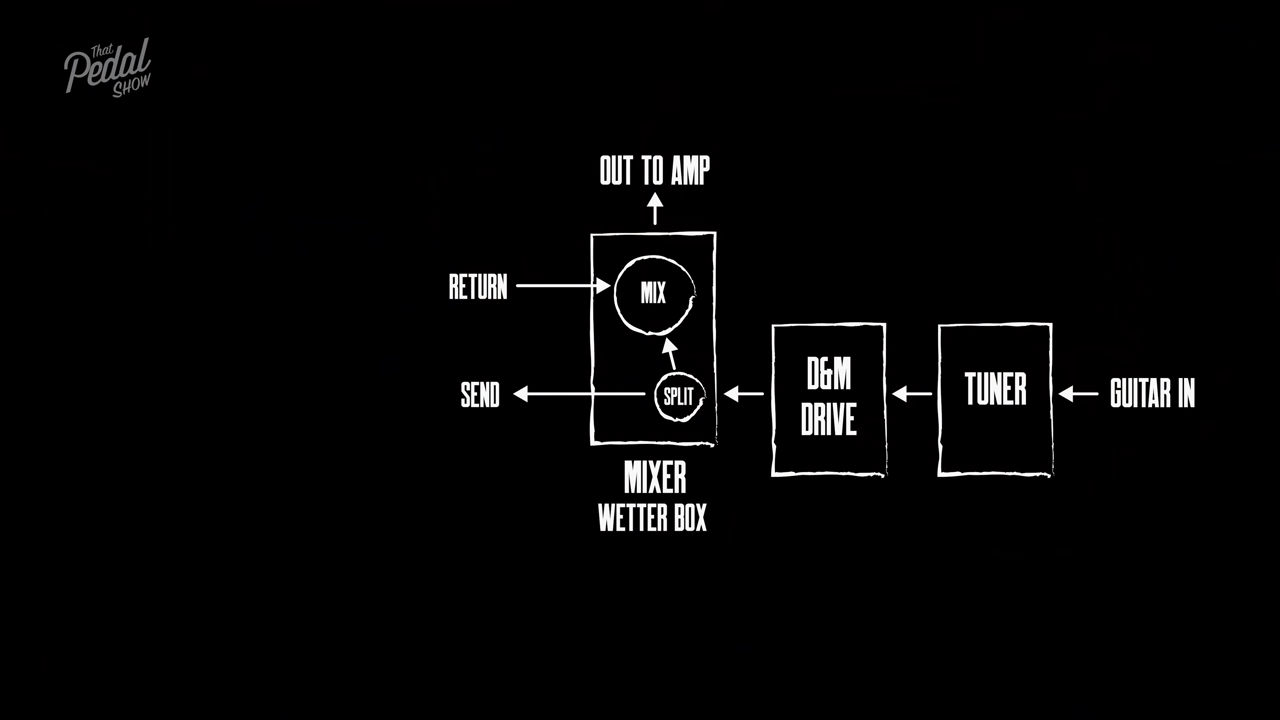 That
Pedal
SHOW
OUT TO AMP
RETURN
MIX
SEND
SPLIT
D&M
DRIVE
TUNER
GUITAR IN
MIXER
WETTER BOX